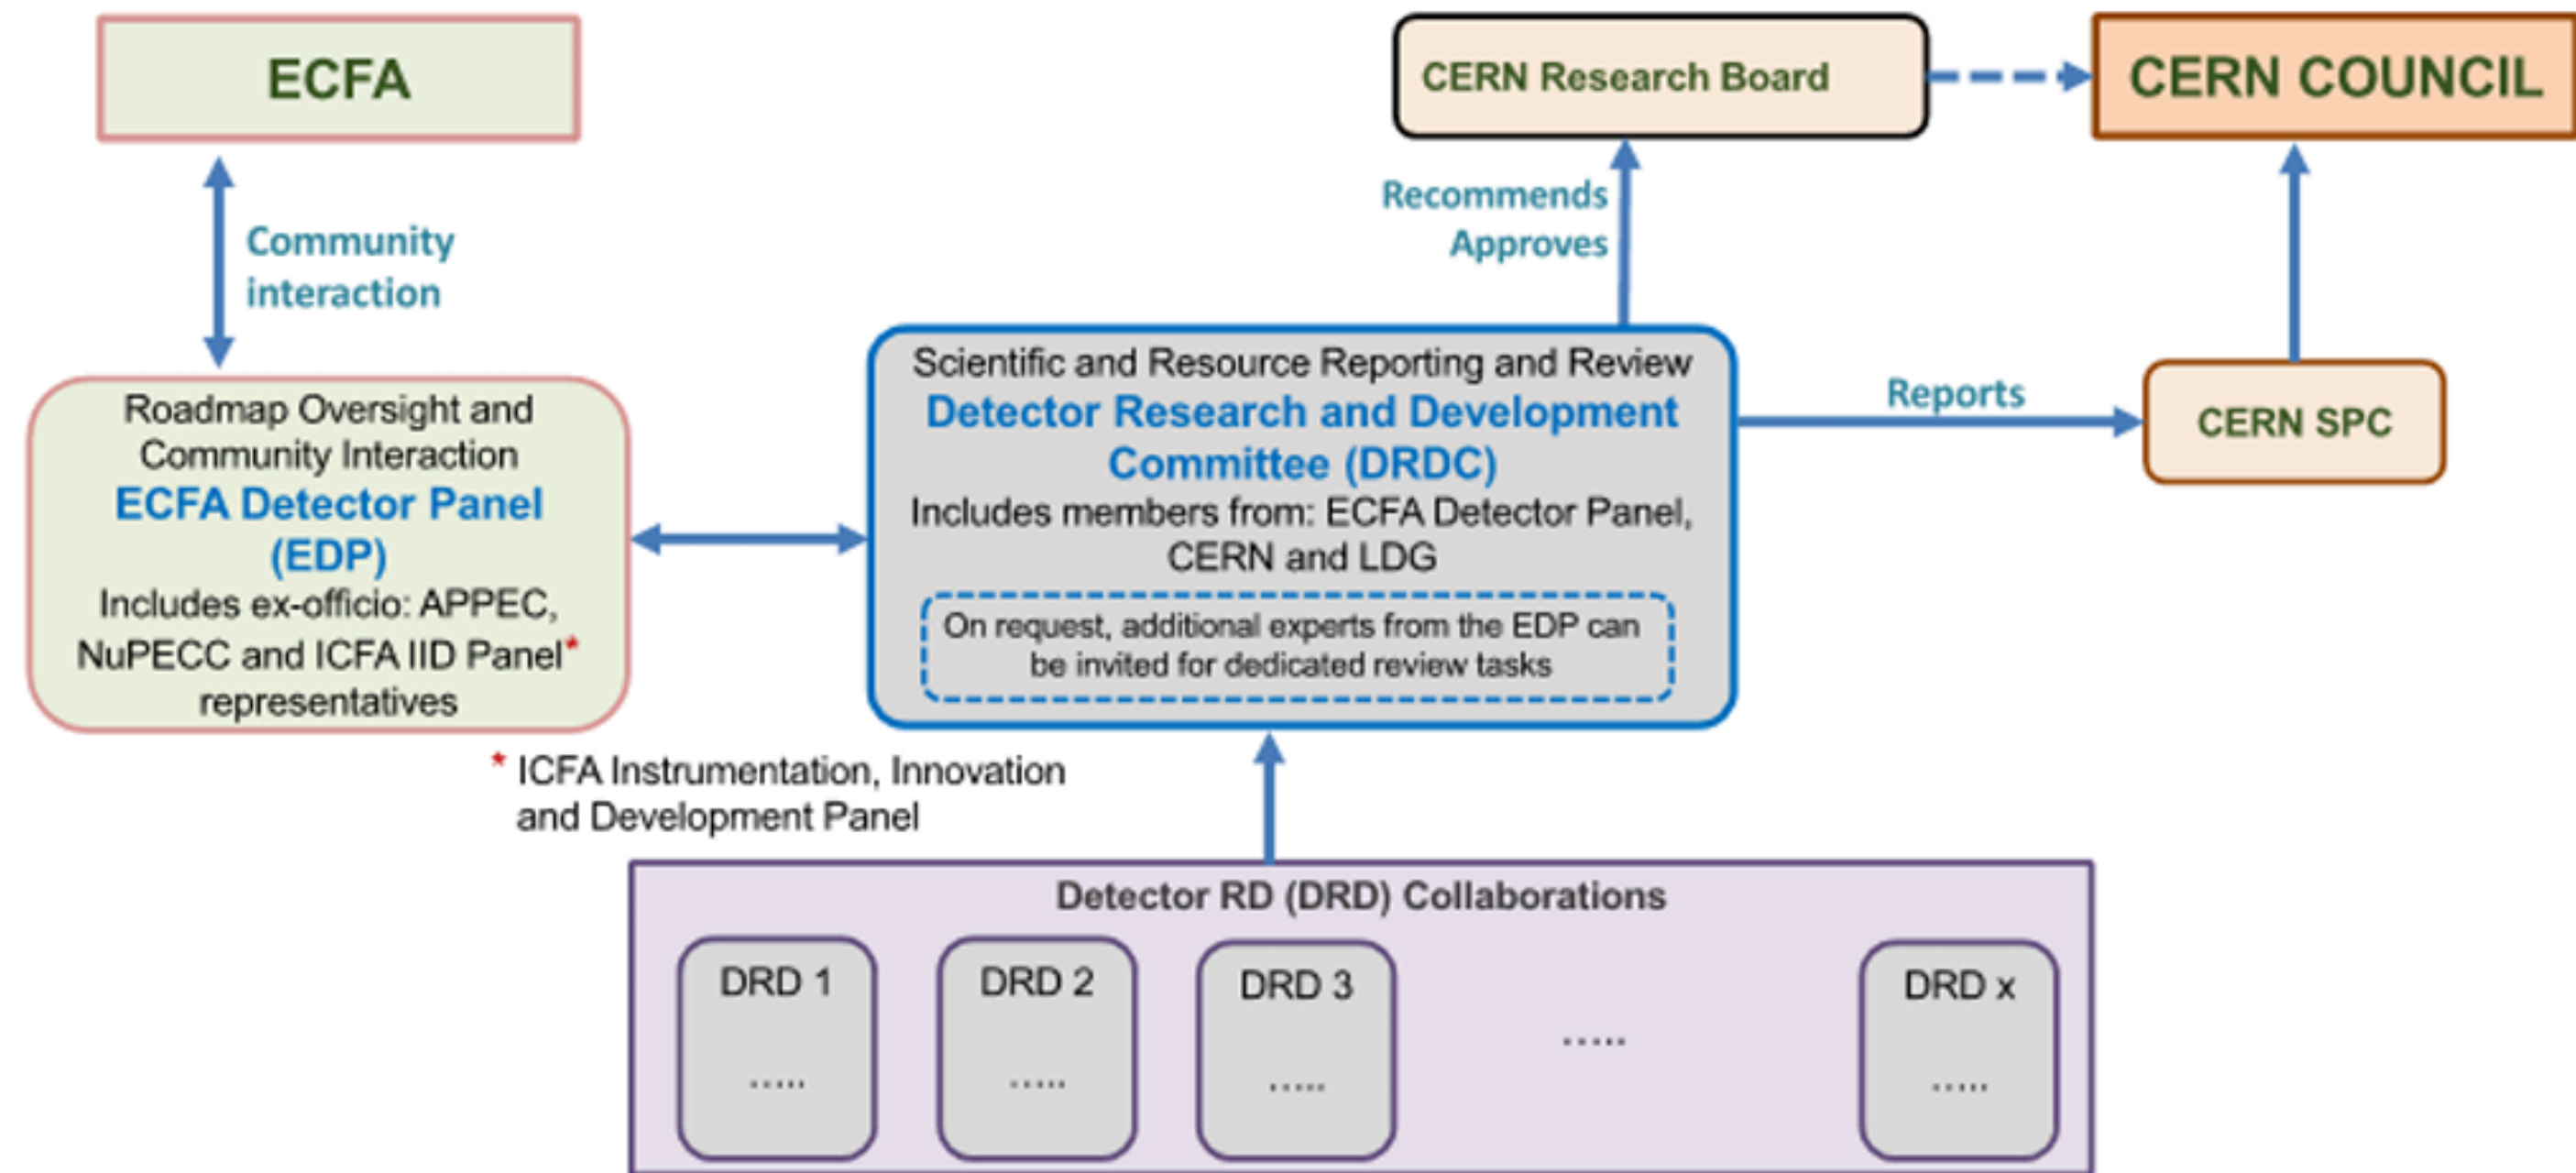 ECFA
CERN Research Board
CERN COUNCIL
Community
interaction
Recommends
Approves
Roadmap Oversight and
Community Interaction
ECFA Detector Panel
(EDP)
Includes ex-officio: APPEC,
NuPECC and ICFA IID Panel*
representatives
Scientific and Resource Reporting and Review
Detector Research and Development
Committee (DRDC)
Includes members from: ECFA Detector Panel,
CERN and LDG
On request, additional experts from the EDP can
be invited for dedicated review tasks
Reports
CERN SPC
* ICFA Instrumentation, Innovation
and Development Panel
Detector RD (DRD) Collaborations
DRD 1
.....
DRD 2
.....
DRD 3
.....
.....
DRD x
.....